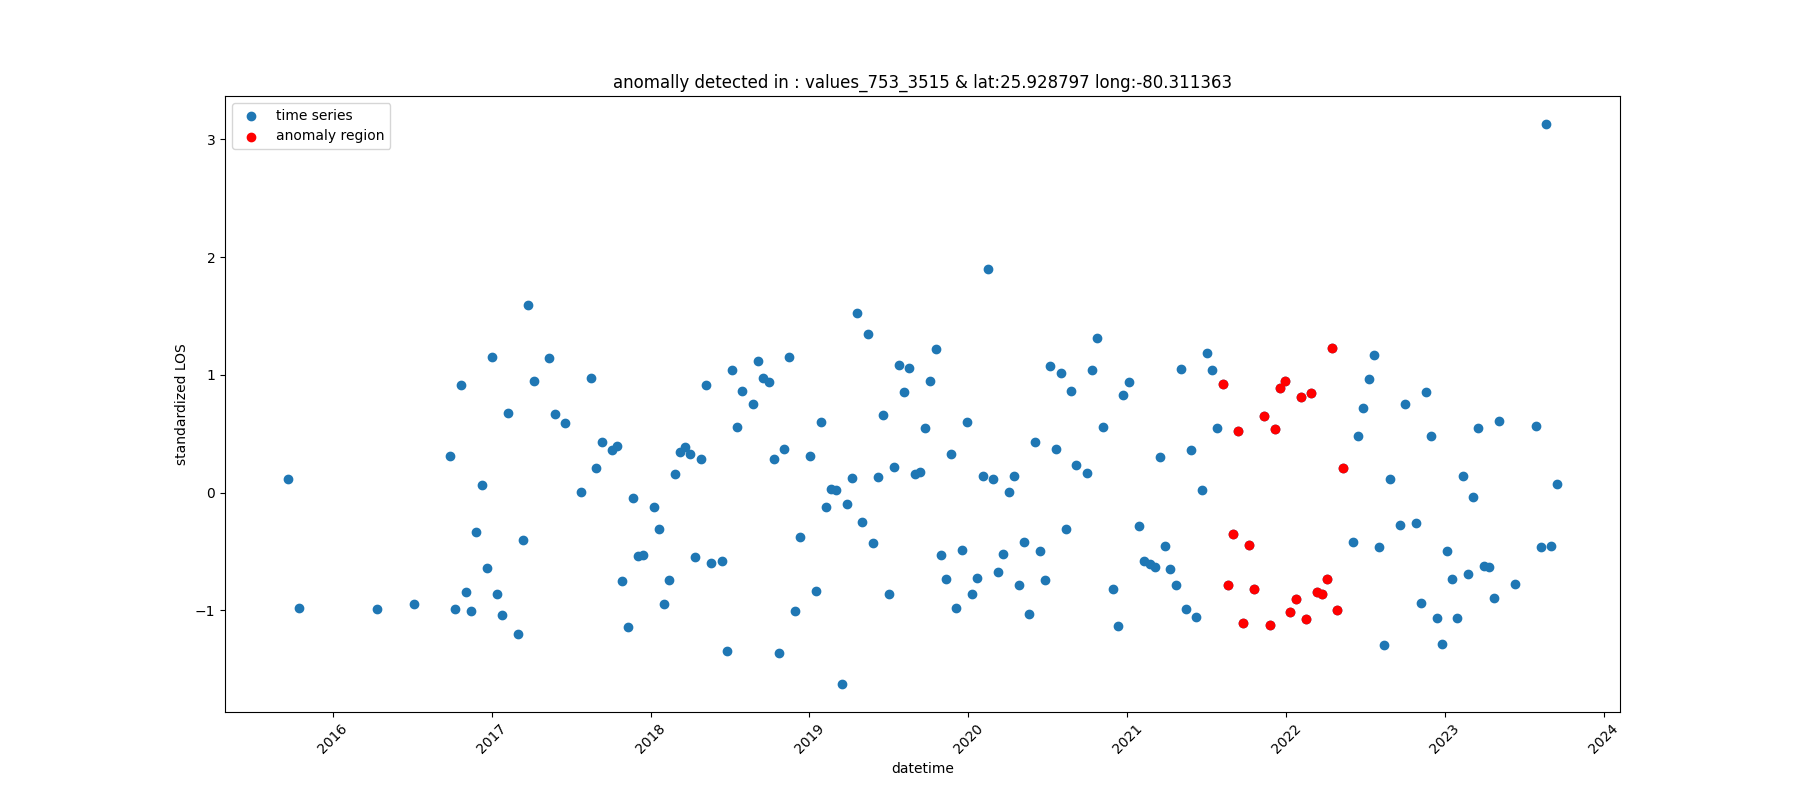 anomally detected in : values_753_3515 & lat:25.928797 long:-80.311363
time series
anomaly region
3
2
1
0
−1
standardized LOS
2016
2017
2018
2019
2020
2021
2022
2023
2024
datetime